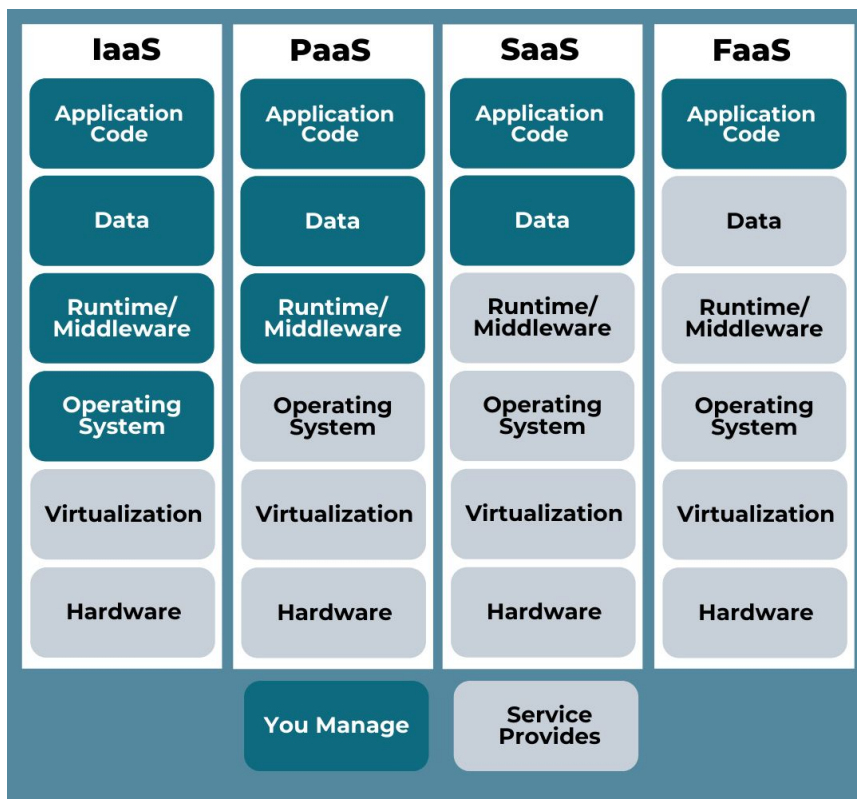 IaaS
Application
Code
Data
Runtime/
Middleware
Operating
System
Virtualization
Hardware
PaaS
Application
Code
Data
Runtime/
Middleware
Operating
System
Virtualization
Hardware
SaaS
Application
Code
Data
Runtime/
Middleware
Operating
System
Virtualization
Hardware
FaaS
Application
Code
Data
Runtime/
Middleware
Operating
System
Virtualization
Hardware
You Manage
Service
Provides